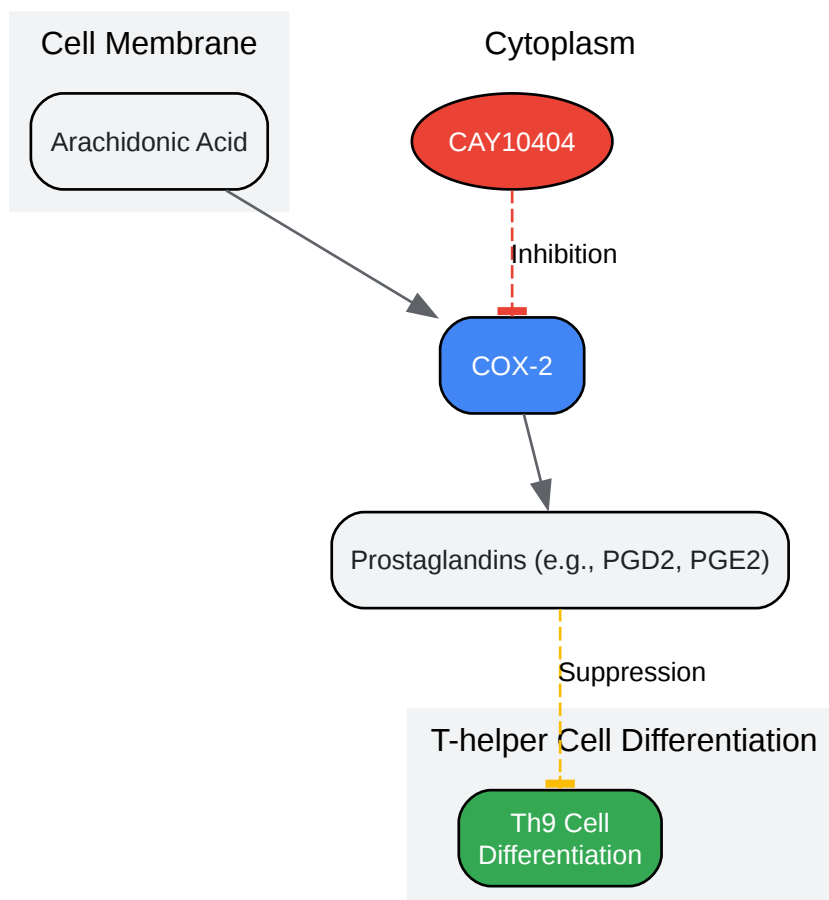 Cell Membrane
Cytoplasm
Arachidonic Acid
CAY10404
Inhibition
COX-2
Prostaglandins (e.g., PGD2, PGE2)
Suppression
T-helper Cell Differentiation
Th9 Cell
Differentiation